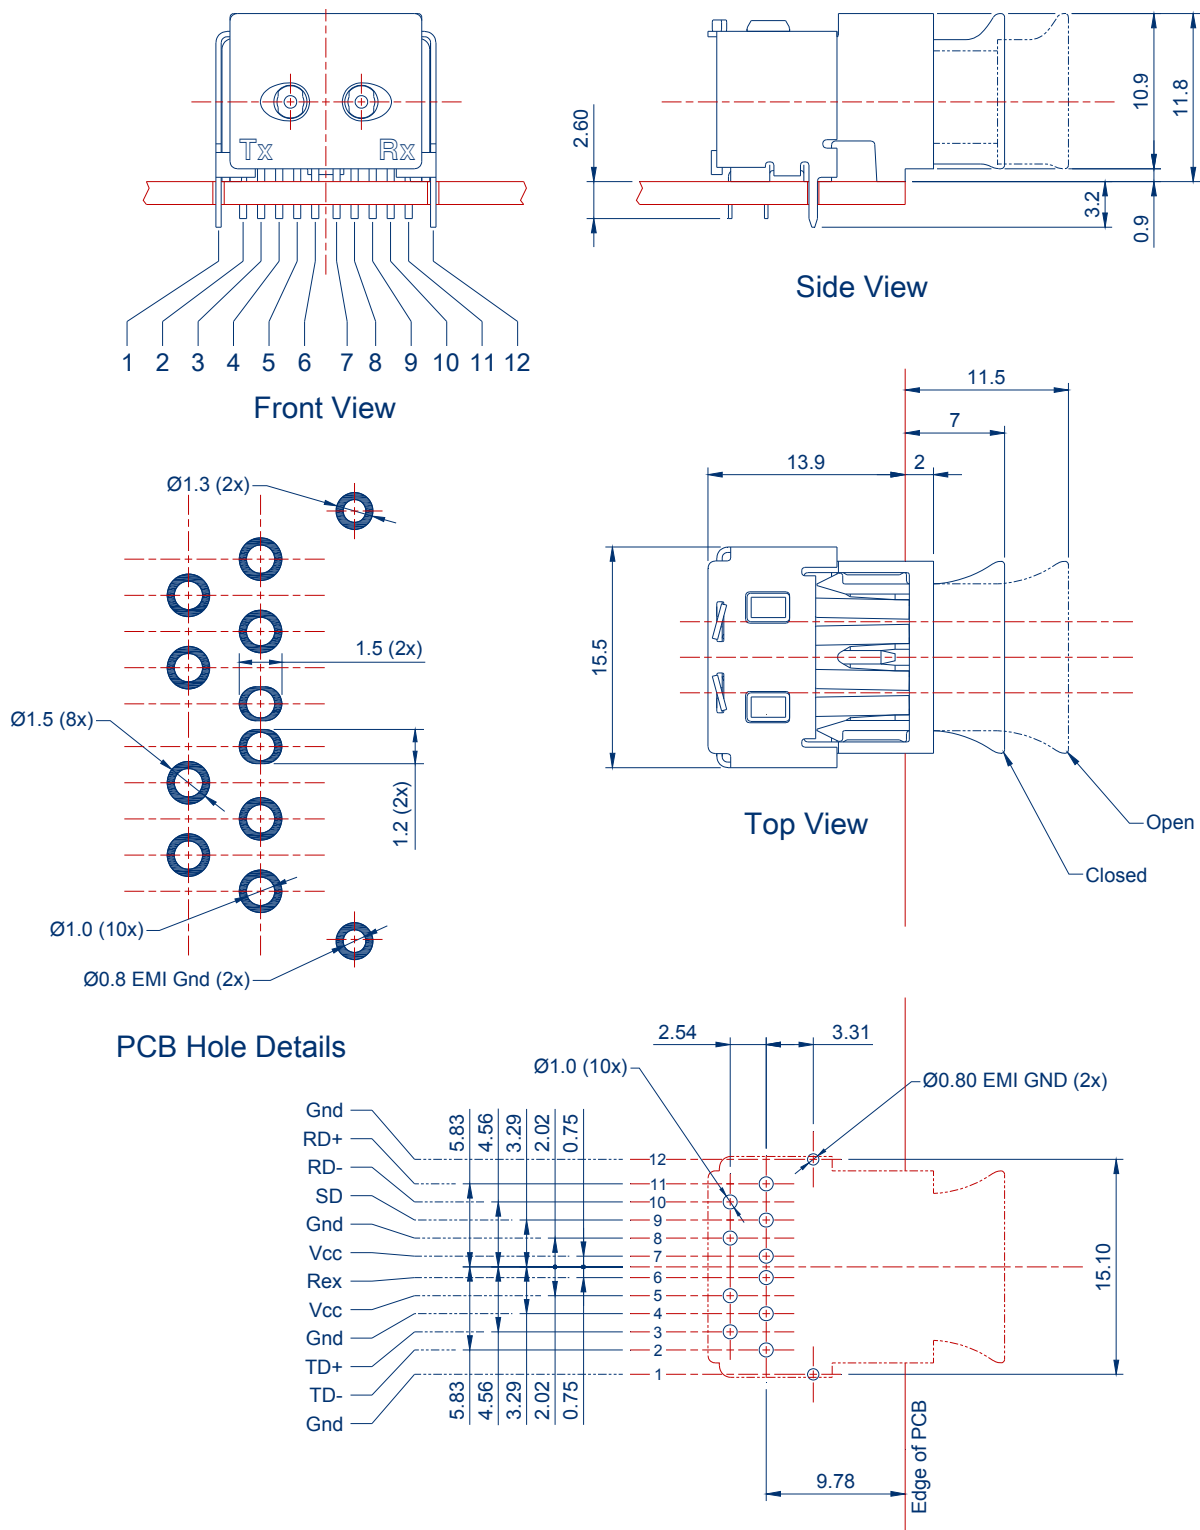 Tx Rx
1 2 3 4 5 6 7 8 9 10 11 12
Front View
2.60
10.9
11.8
3.2
0.9
Side View
11.5
7
13.9
2
15.5
Top View
Open
Closed
Ø1.3 (2x)
1.5 (2x)
Ø1.5 (8x)
1.2 (2x)
Ø1.0 (10x)
Ø0.8 EMI Gnd (2x)
PCB Hole Details
2.54
3.31
Ø1.0 (10x)
Ø0.80 EMI GND (2x)
Gnd
RD+
RD-
SD
Gnd
Vcc
Rex
Vcc
Gnd
TD+
TD-
Gnd
5.83
4.56
3.29
2.02
0.75
12
11
10
9
8
7
6
5
4
3
2
1
5.83
4.56
3.29
2.02
0.75
15.10
9.78
Edge of PCB